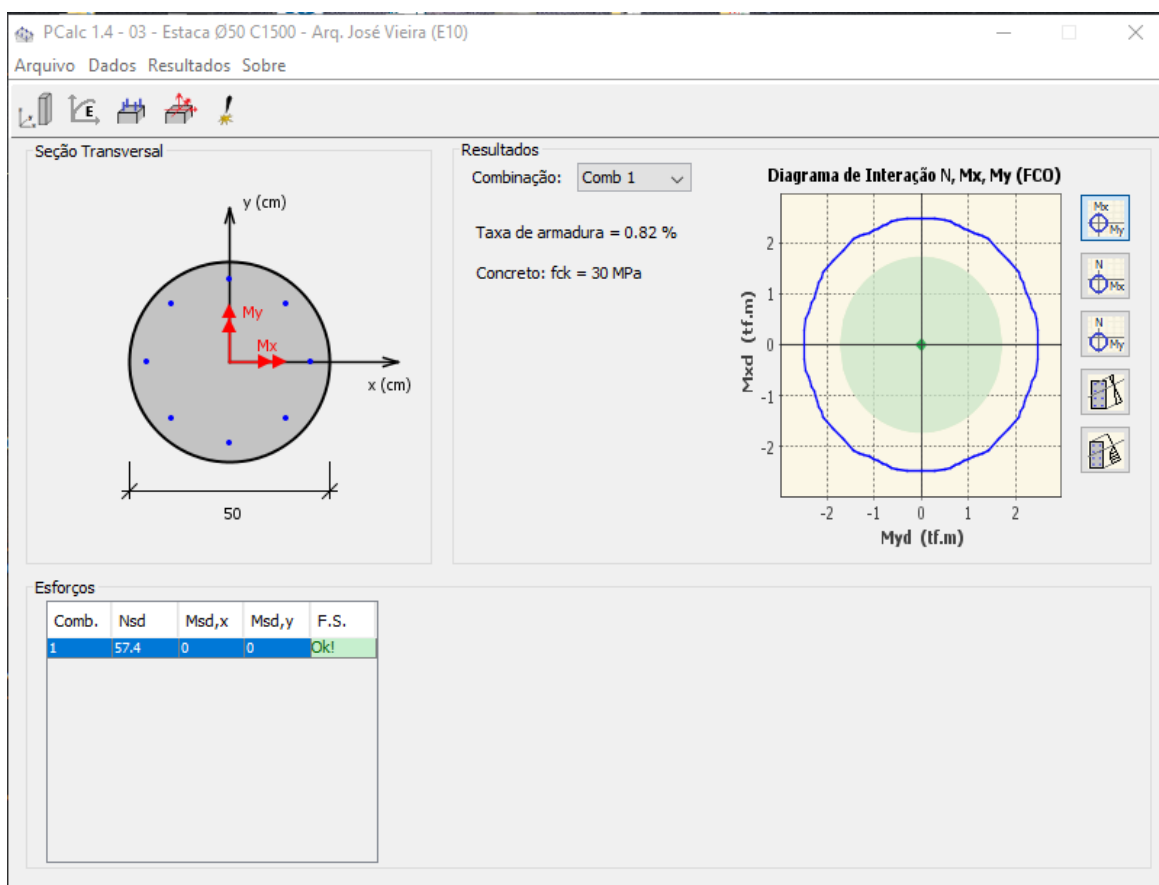 PCalc 1.4 - 03 - Estaca Ø50 C1500 - Arq. José Vieira (E10)
Arquivo Dados Resultados Sobre
E
Seção Transversal
y (cm)
My
Mx
x (cm)
50
Resultados
Combinação: Comb 1
Taxa de armadura = 0.82 %
Concreto: fck = 30 MPa
Diagrama de Interação N, Mx, My (FCO)
Mxd (tf.m)
2
1
0
-1
-2
-2 -1 0 1 2
Myd (tf.m)
Mx
My
N
Mx
N
My
Esforços
Comb. Nsd Msd,x Msd,y F.S.
1 57.4 0 0 Ok!